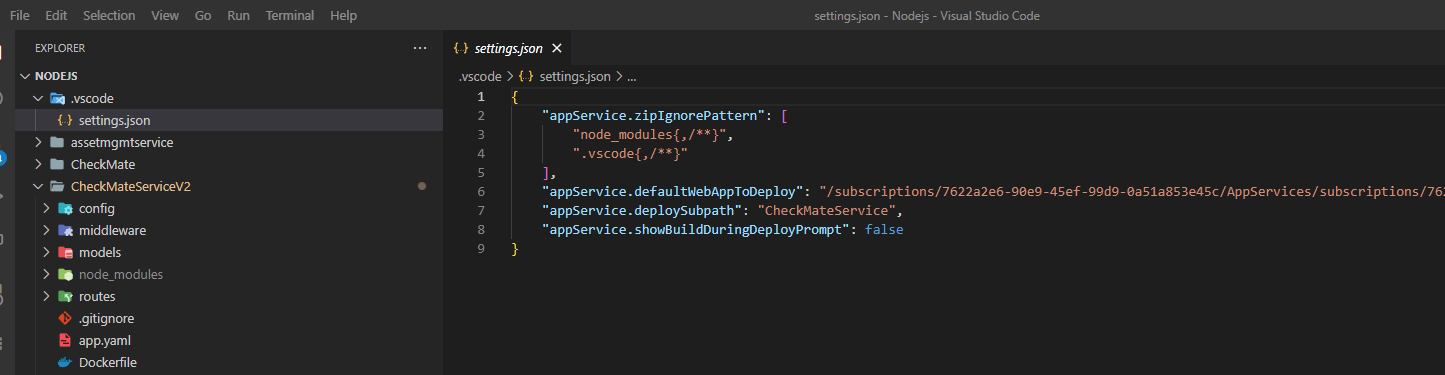 File Edit Selection View Go Run Terminal Help
settings.json - Nodejs - Visual Studio Code
EXPLORER
NODEJS
.vscode
settings.json
assetmgmtservice
CheckMate
CheckMateServiceV2
config
middleware
models
node_modules
routes
.gitignore
app.yaml
Dockerfile
settings.json
.vscode > settings.json > ...
1 {
2 "appService.zipIgnorePattern": [
3 "node_modules{,/**}",
4 ".vscode{,/**}"
5 ],
6 "appService.defaultWebAppToDeploy": "/subscriptions/7622a2e6-90e9-45ef-99d9-0a51a853e45c/AppServices/subscriptions/76
7 "appService.deploySubpath": "CheckMateService",
8 "appService.showBuildDuringDeployPrompt": false
9 }